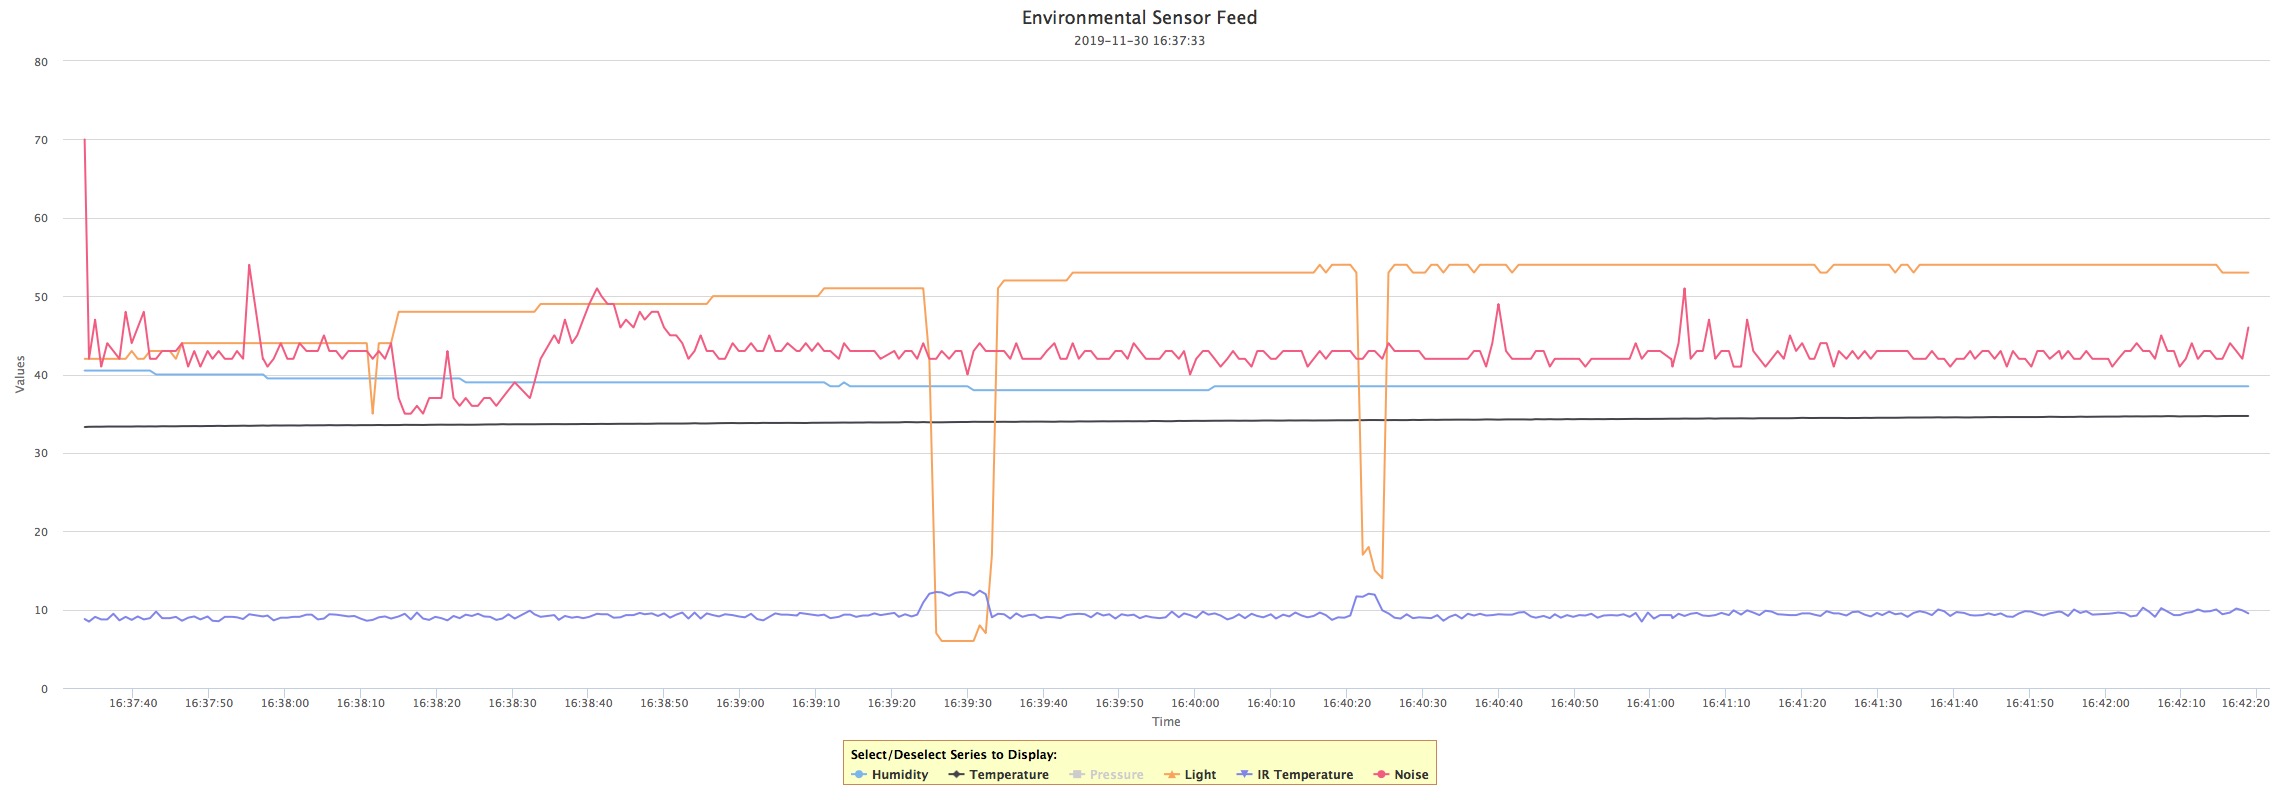 Environmental Sensor Feed
2019-11-30 16:37:33
80
70
60
50
40
30
20
10
0
Values
16:37:40 16:37:50 16:38:00 16:38:10 16:38:20 16:38:30 16:38:40 16:38:50 16:39:00 16:39:10 16:39:20 16:39:30 16:39:40 16:39:50 16:40:00 16:40:10 16:40:20 16:40:30 16:40:40 16:40:50 16:41:00 16:41:10 16:41:20 16:41:30 16:41:40 16:41:50 16:42:00 16:42:10 16:42:20
Time
Select/Deselect Series to Display:
Humidity Temperature Pressure Light IR Temperature Noise